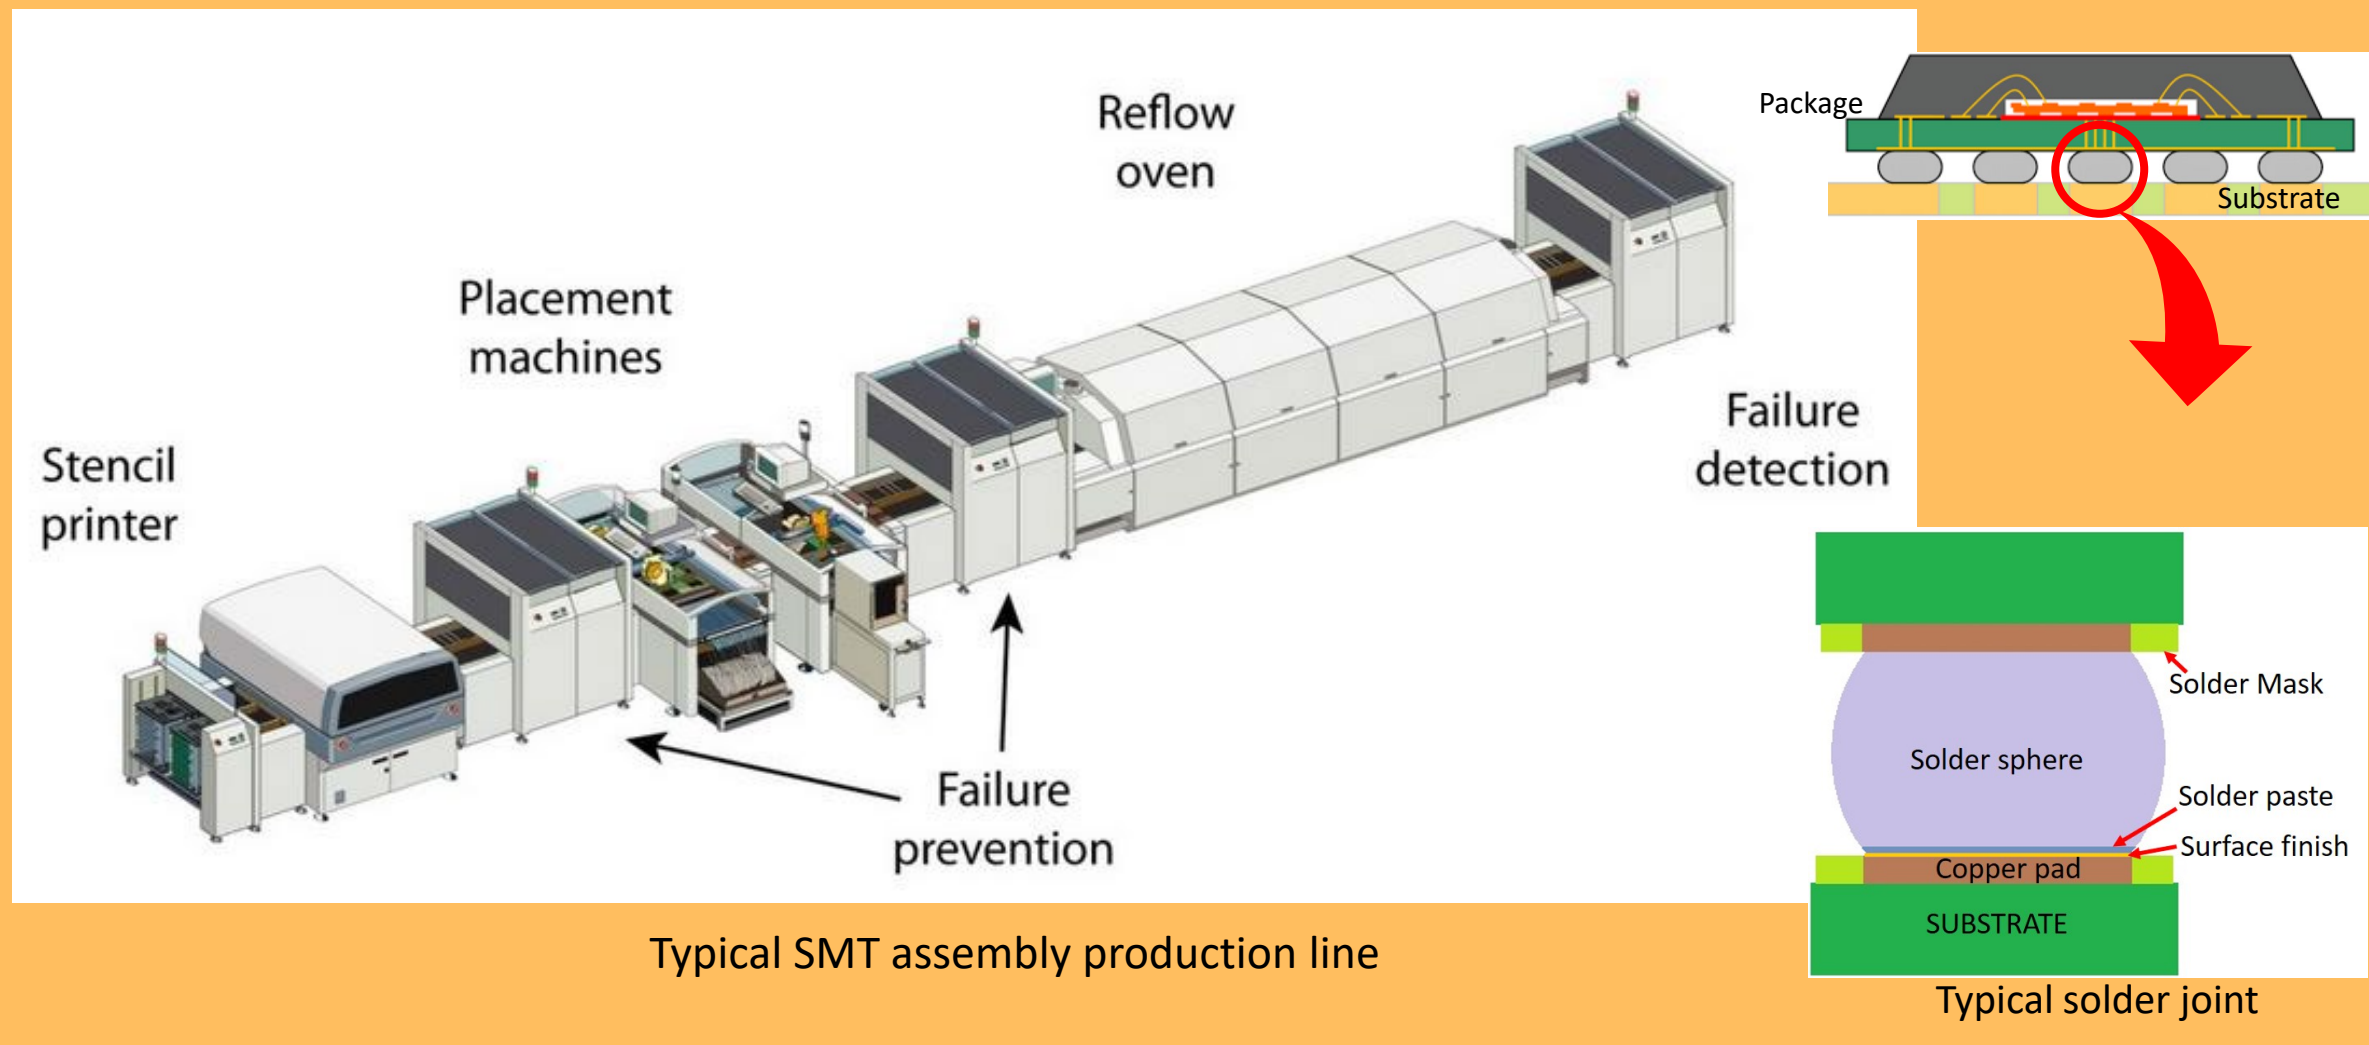 Stencil
printer
Placement
machines
Reflow
oven
Failure
detection
Failure
prevention
Typical SMT assembly production line
Package
Substrate
Solder Mask
Solder sphere
Solder paste
Surface finish
Copper pad
SUBSTRATE
Typical solder joint